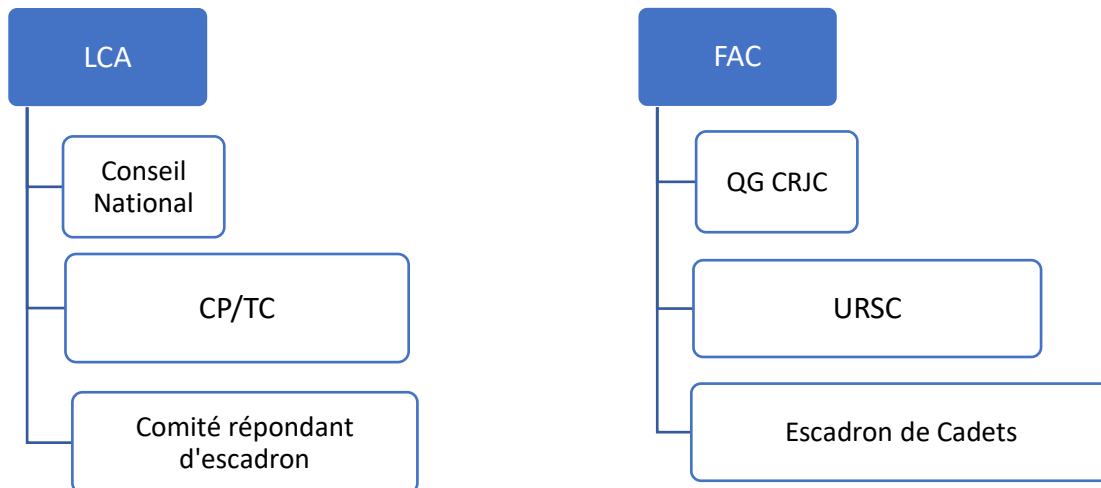 LCA
Conseil
National
CP/TC
Comité répondant
d'escadron
FAC
QG CRJC
URSC
Escadron de Cadets